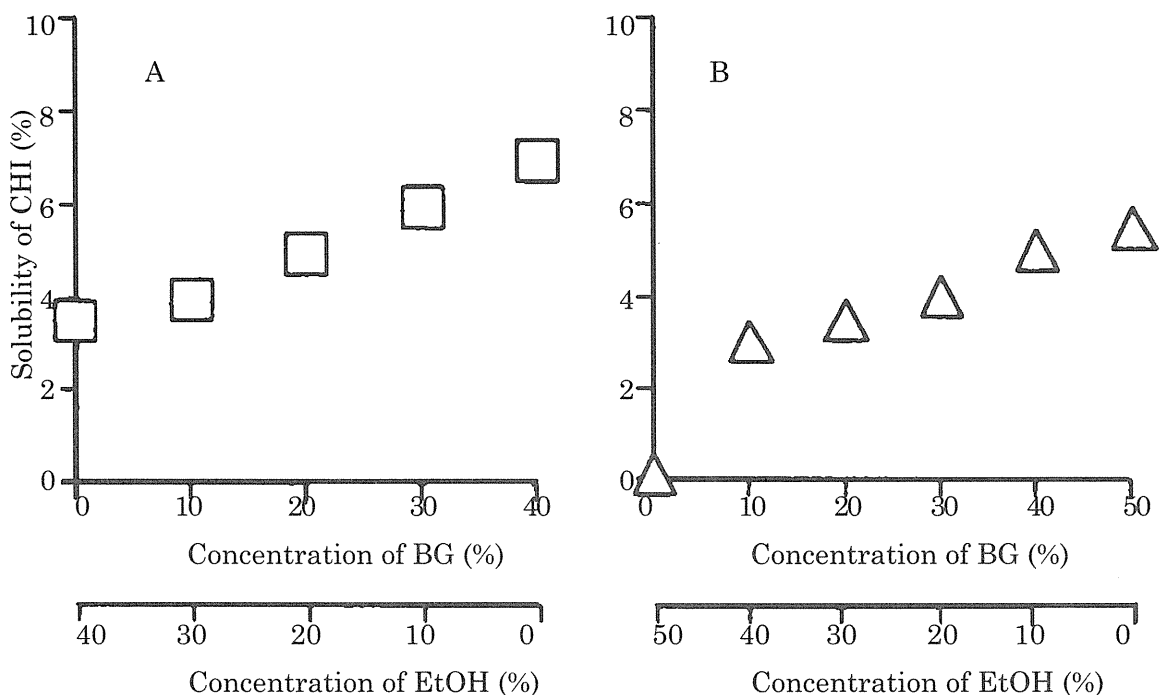 10
8
6
4
2
0
Solubility of CHI (%)
A
0 10 20 30 40
Concentration of BG (%)
40 30 20 10 0
Concentration of EtOH (%)
10
8
6
4
2
0
B
0 10 20 30 40 50
Concentration of BG (%)
50 40 30 20 10 0
Concentration of EtOH (%)